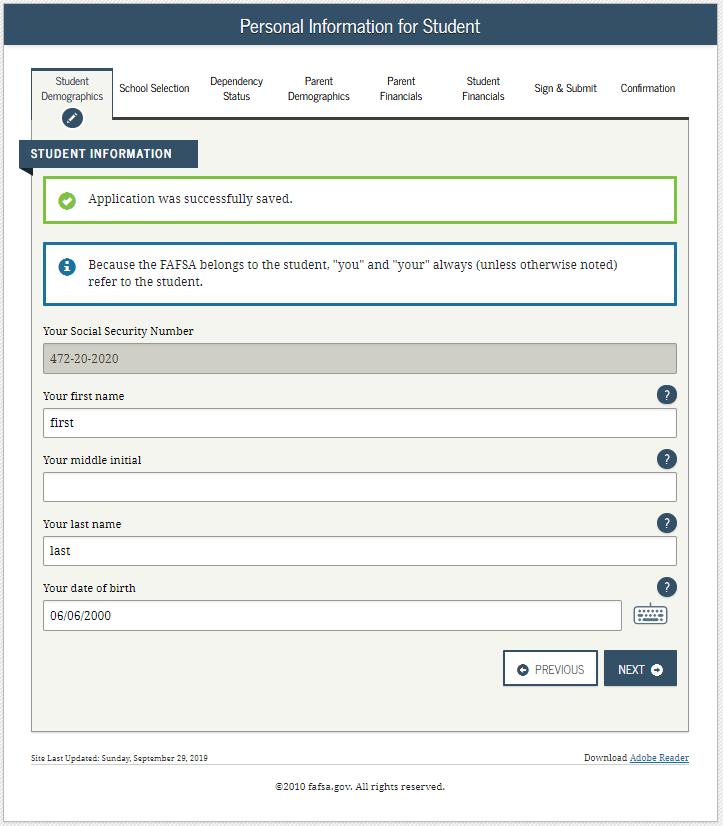 Personal Information for Student
Student Demographics
School Selection
Dependency Status
Parent Demographics
Parent Financials
Student Financials
Sign & Submit
Confirmation
STUDENT INFORMATION
Application was successfully saved.
Because the FAFSA belongs to the student, "you" and "your" always (unless otherwise noted)
refer to the student.
Your Social Security Number
472-20-2020
Your first name ?
first
Your middle initial ?
Your last name ?
last
Your date of birth ?
06/06/2000
PREVIOUS NEXT
Site Last Updated: Sunday, September 29, 2019 Download Adobe Reader
©2010 fafsa.gov. All rights reserved.